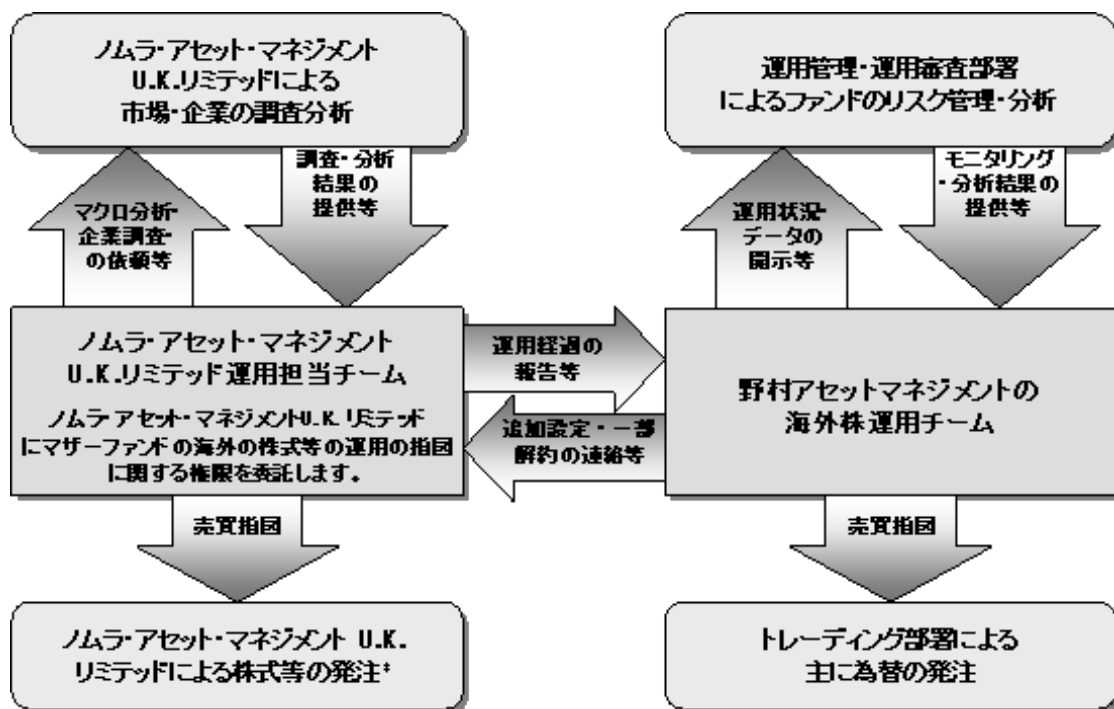 ノムラ・アセット・マネジメント
U.K.リミテッドによる
市場・企業の調査分析
運用管理・運用審査部署
によるファンドのリスク管理・分析
調査・分析
結果の
提供等
マクロ分析・
企業調査・
の依頼等
モニタリング
・分析結果の
提供等
運用状況・
データの
開示等
ノムラ・アセット・マネジメント
U.K.リミテッド運用担当チーム
ノムラ・アセット・マネジメントU.K.リミテッド
にマザーファンドの海外の株式等の運用の指図
に関する権限を委託します。
運用経過の
報告等
追加設定・一部
解約の連絡等
野村アセットマネジメントの
海外株運用チーム
売買指図
売買指図
ノムラ・アセット・マネジメント U.K.
リミテッドによる株式等の発注*
トレーディング部署による
主に為替の発注